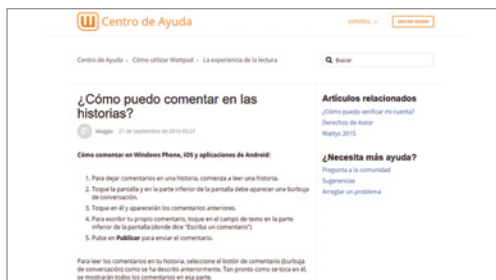 W Centro de Ayuda
ESPAÑOL
INICIAR SESIÓN
Centro de Ayuda › Cómo utilizar Wattpad › La experiencia de la lectura
Buscar
¿Cómo puedo comentar en las
historias?
Maggie 21 de septiembre de 2016 05:27
Cómo comentar en Windows Phone, iOS y aplicaciones de Android:
1. Para dejar comentarios en una historia, comienza a leer una historia.
2. Toque la pantalla y en la parte inferior de la pantalla debe aparecer una burbuja
de conversación.
3. Toque en él y aparecerán los comentarios anteriores.
4. Para escribir tu propio comentario, toque en el campo de texto en la parte
inferior de la pantalla (donde dice "Escriba un comentario")
5. Pulse en Publicar para enviar el comentario.
Para leer los comentarios en tu historia, seleccione el botón de comentario (burbuja
de conversación) como se ha descrito anteriormente. Tan pronto como se toca en él,
se mostrarán todos los comentarios en esa parte.
Artículos relacionados
¿Cómo puedo verificar mi cuenta?
Derechos de Autor
Wattys 2015
¿Necesita más ayuda?
Pregunta a la comunidad
Sugerencias
Arreglar un problema